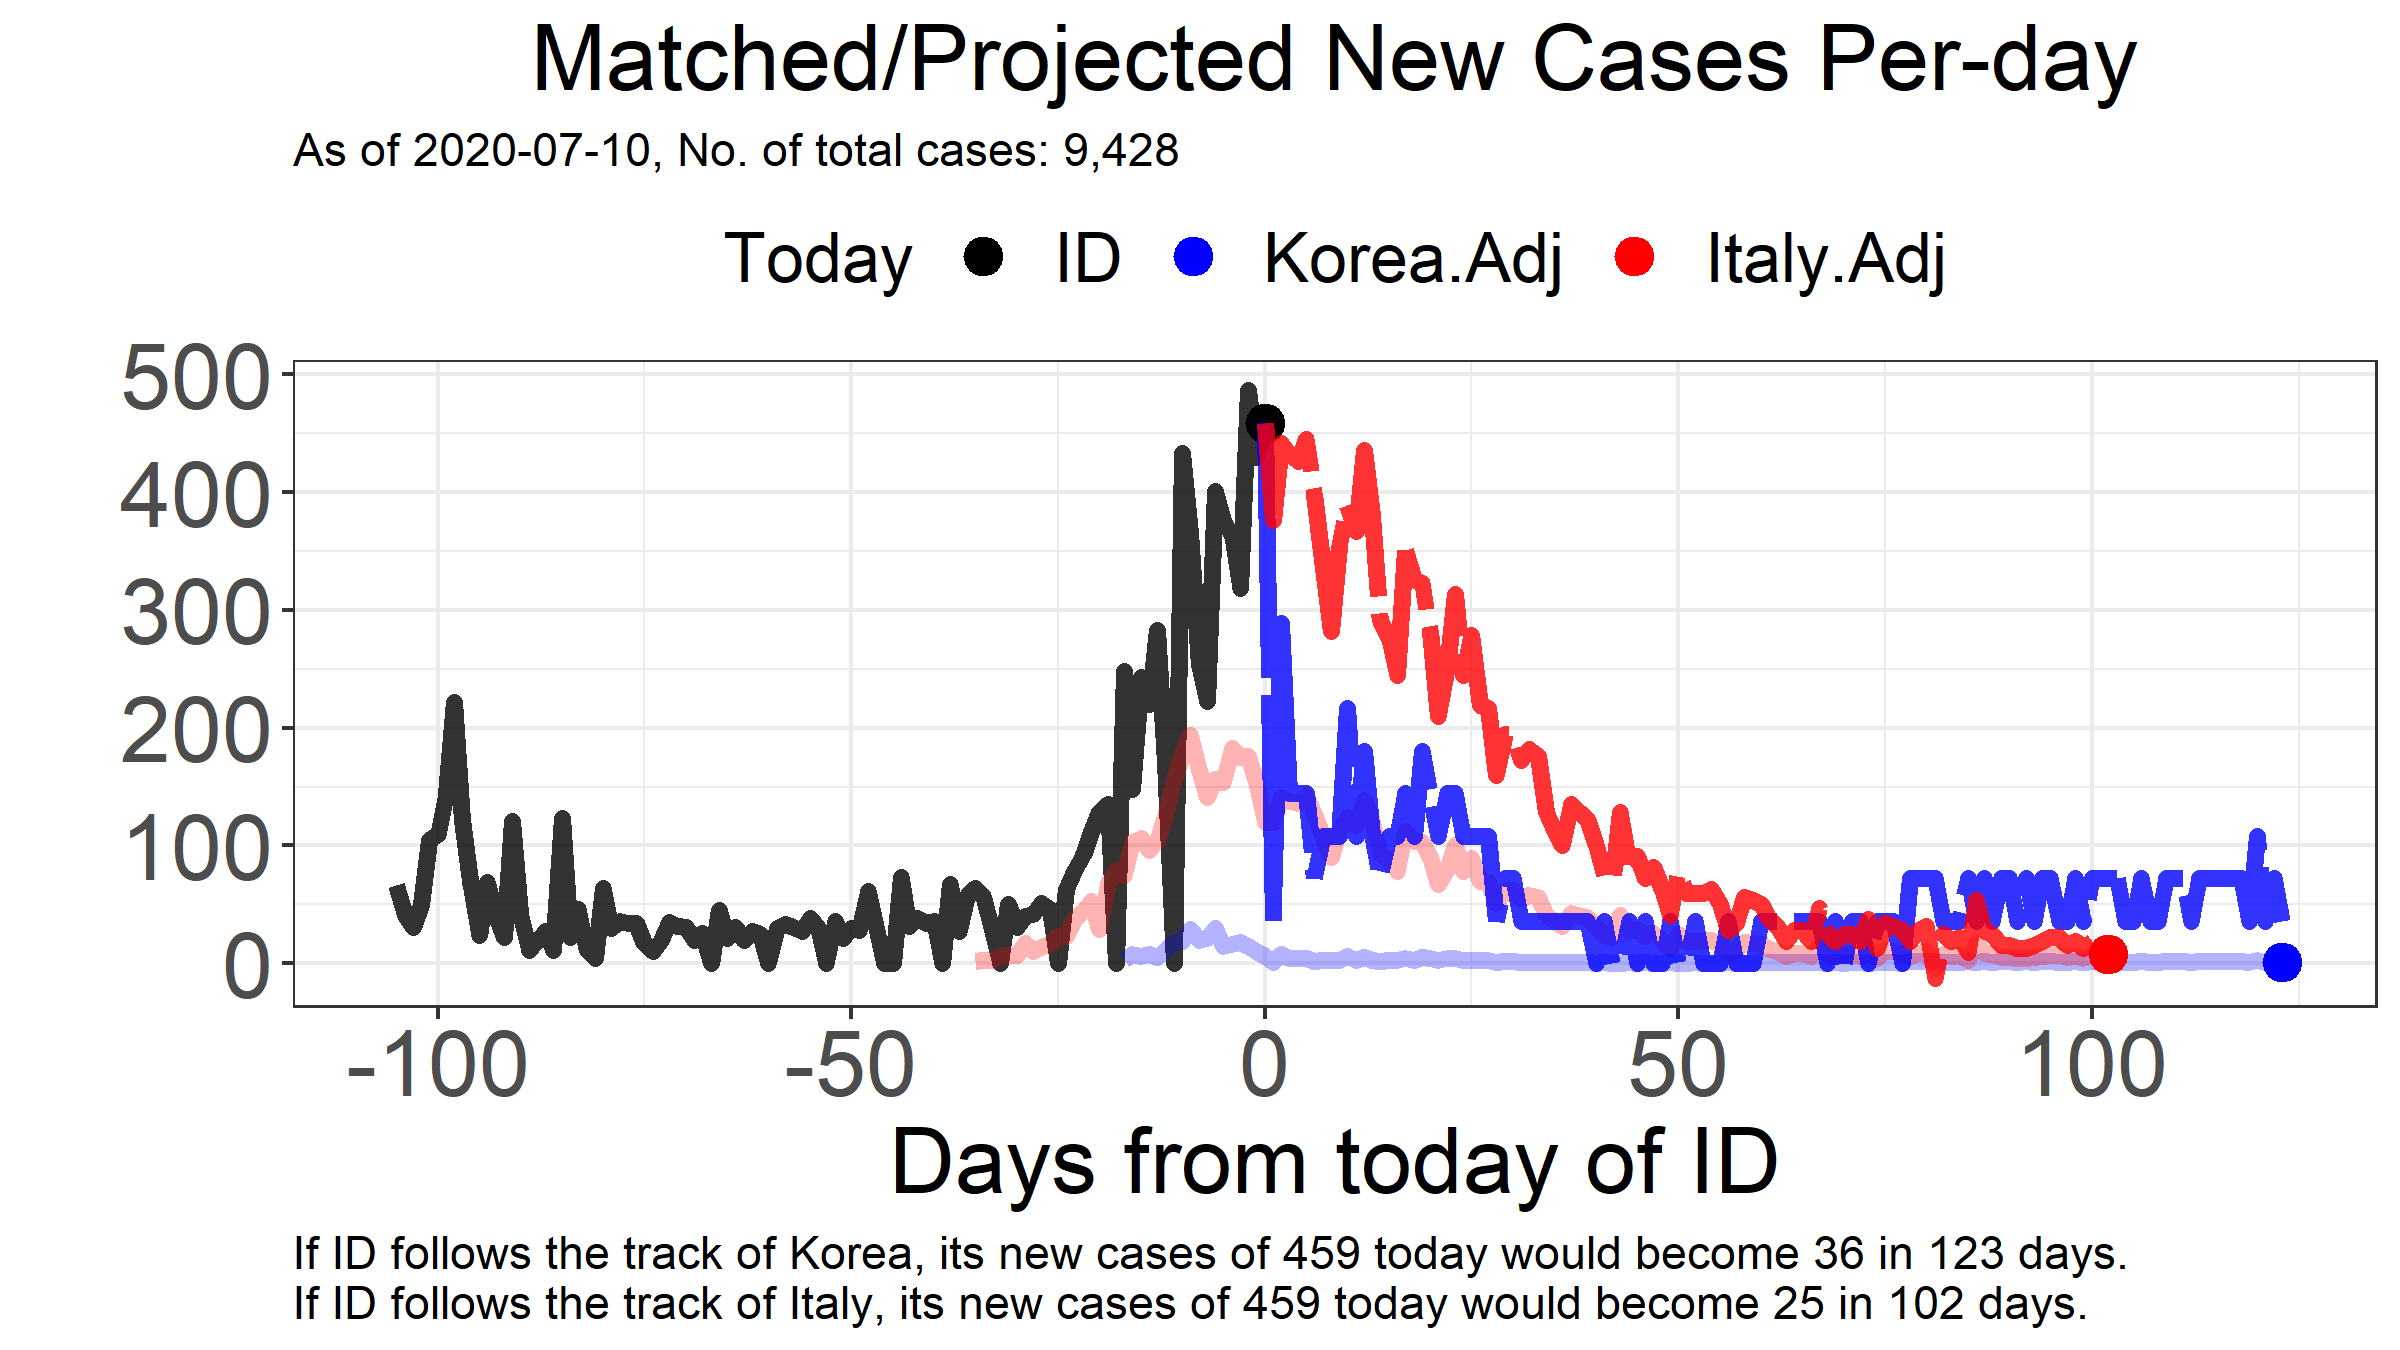 Matched/Projected New Cases Per-day
As of 2020-07-10, No. of total cases: 9,428
Today ID Korea.Adj Italy.Adj
500
400
300
200
100
0
-100 -50 0 50 100
Days from today of ID
If ID follows the track of Korea, its new cases of 459 today would become 36 in 123 days.
If ID follows the track of Italy, its new cases of 459 today would become 25 in 102 days.